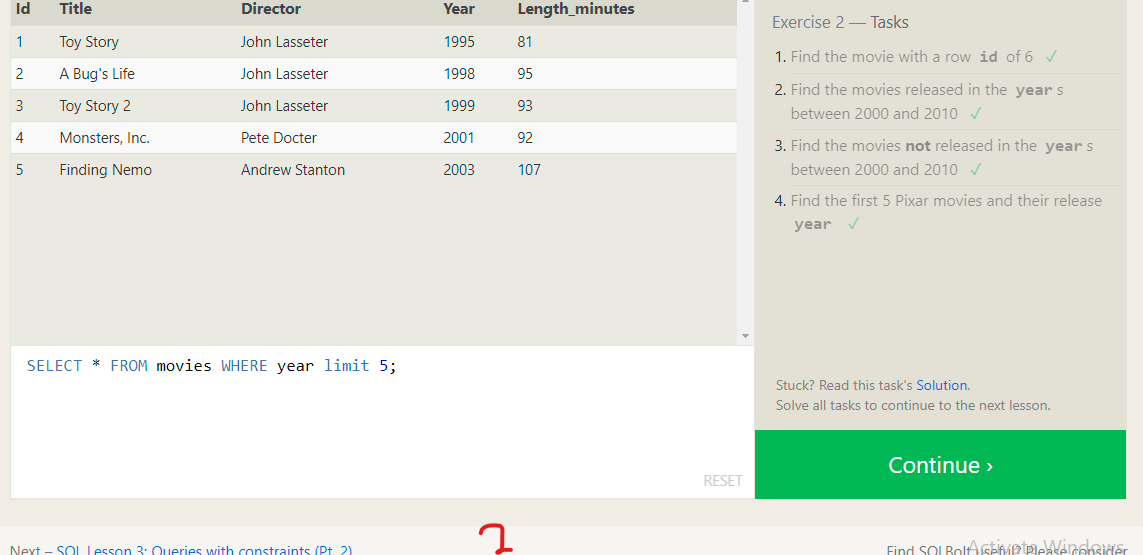 Id Title Director Year Length_minutes
1 Toy Story John Lasseter 1995 81
2 A Bug's Life John Lasseter 1998 95
3 Toy Story 2 John Lasseter 1999 93
4 Monsters, Inc. Pete Docter 2001 92
5 Finding Nemo Andrew Stanton 2003 107
SELECT * FROM movies WHERE year limit 5;
RESET
Exercise 2 — Tasks
1. Find the movie with a row id of 6 ✓
2. Find the movies released in the year s
between 2000 and 2010 ✓
3. Find the movies not released in the year s
between 2000 and 2010 ✓
4. Find the first 5 Pixar movies and their release
year ✓
Stuck? Read this task's Solution.
Solve all tasks to continue to the next lesson.
Continue ›
Next – SQL Lesson 3: Queries with constraints (Pt. 2)
Find SQLBolt useful? Please consider
Activate Windows